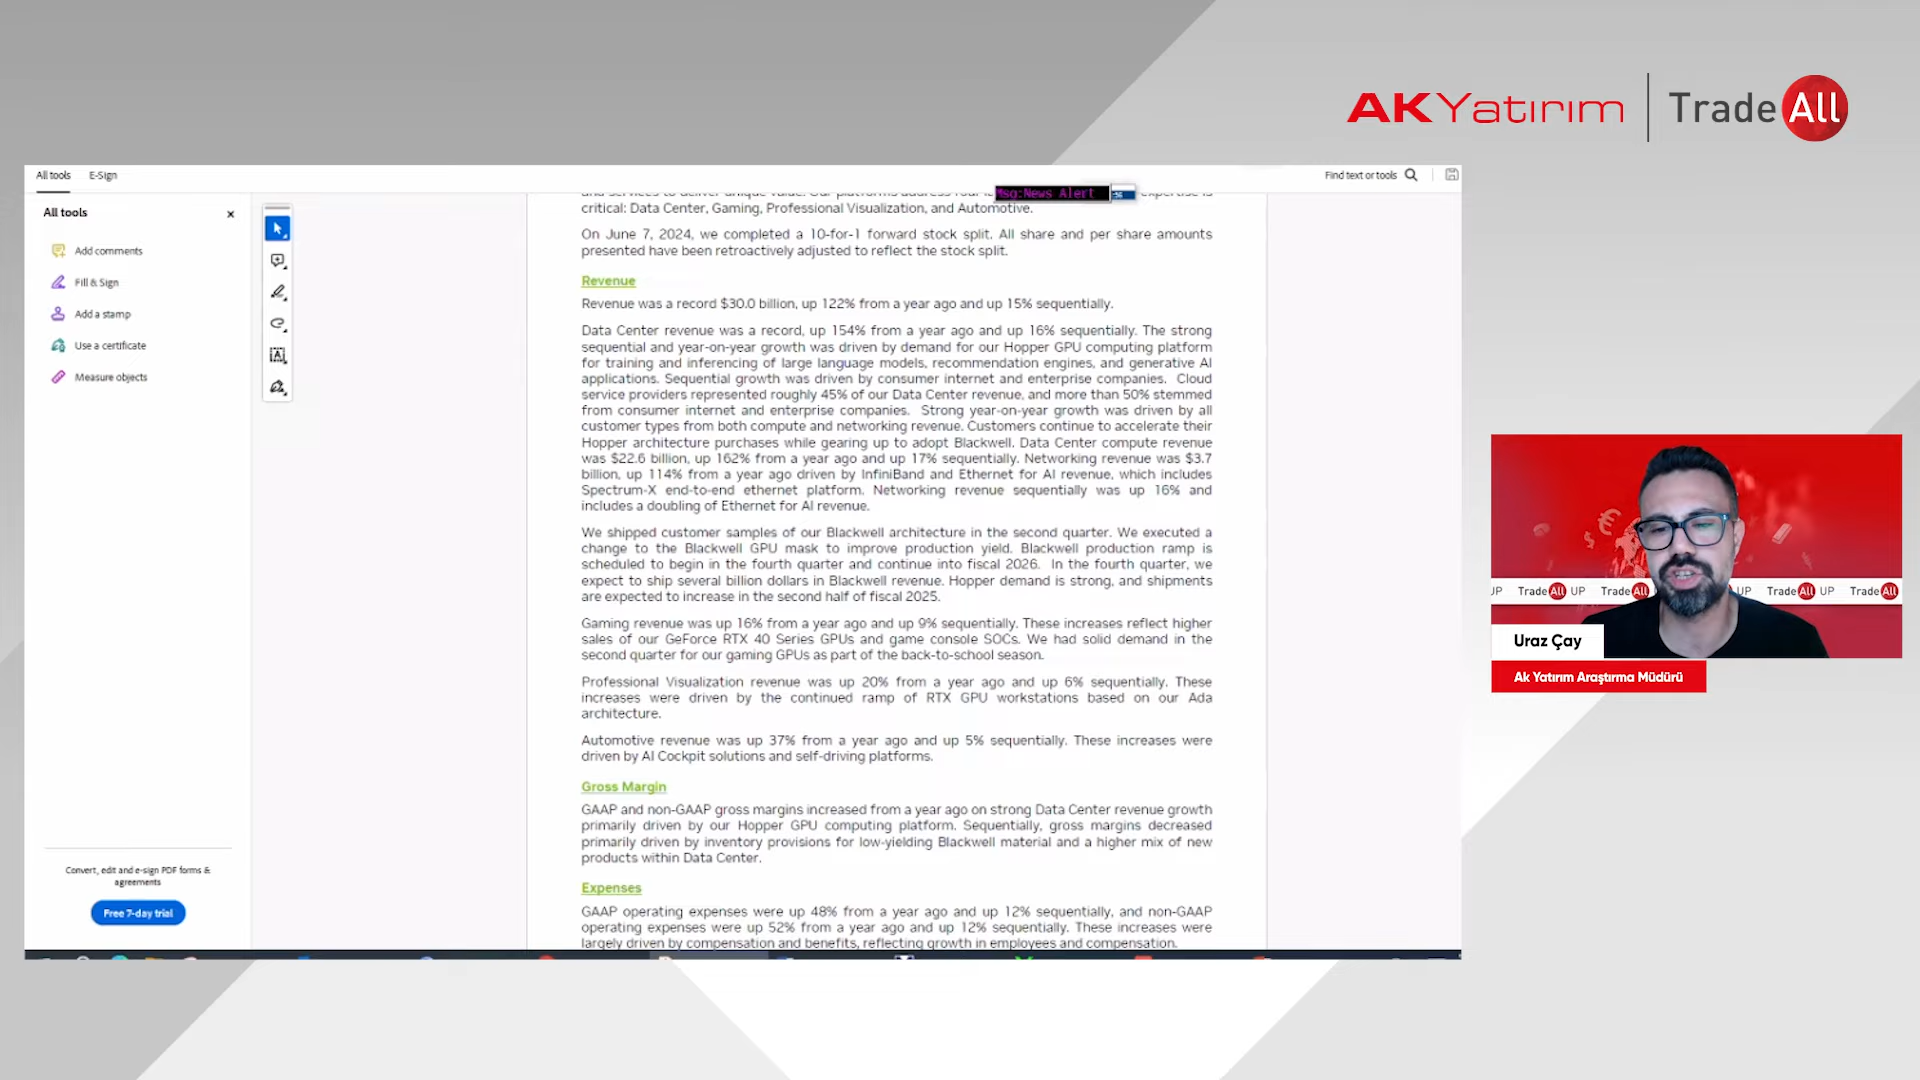 AKYatırım | Trade All
All tools E-Sign
Find text or tools
All tools
Add comments
Fill & Sign
Add a stamp
Use a certificate
Measure objects
Convert, edit and e-sign PDF forms &
agreements
Free 7-day trial
Msg:News Alert
critical: Data Center, Gaming, Professional Visualization, and Automotive.
On June 7, 2024, we completed a 10-for-1 forward stock split. All share and per share amounts
presented have been retroactively adjusted to reflect the stock split.
Revenue
Revenue was a record $30.0 billion, up 122% from a year ago and up 15% sequentially.
Data Center revenue was a record, up 154% from a year ago and up 16% sequentially. The strong
sequential and year-on-year growth was driven by demand for our Hopper GPU computing platform
for training and inferencing of large language models, recommendation engines, and generative AI
applications. Sequential growth was driven by consumer internet and enterprise companies. Cloud
service providers represented roughly 45% of our Data Center revenue, and more than 50% stemmed
from consumer internet and enterprise companies. Strong year-on-year growth was driven by all
customer types from both compute and networking revenue. Customers continue to accelerate their
Hopper architecture purchases while gearing up to adopt Blackwell. Data Center compute revenue
was $22.6 billion, up 162% from a year ago and up 17% sequentially. Networking revenue was $3.7
billion, up 114% from a year ago driven by InfiniBand and Ethernet for AI revenue, which includes
Spectrum-X end-to-end ethernet platform. Networking revenue sequentially was up 16% and
includes a doubling of Ethernet for AI revenue.
We shipped customer samples of our Blackwell architecture in the second quarter. We executed a
change to the Blackwell GPU mask to improve production yield. Blackwell production ramp is
scheduled to begin in the fourth quarter and continue into fiscal 2026. In the fourth quarter, we
expect to ship several billion dollars in Blackwell revenue. Hopper demand is strong, and shipments
are expected to increase in the second half of fiscal 2025.
Gaming revenue was up 16% from a year ago and up 9% sequentially. These increases reflect higher
sales of our GeForce RTX 40 Series GPUs and game console SOCs. We had solid demand in the
second quarter for our gaming GPUs as part of the back-to-school season.
Professional Visualization revenue was up 20% from a year ago and up 6% sequentially. These
increases were driven by the continued ramp of RTX GPU workstations based on our Ada
architecture.
Automotive revenue was up 37% from a year ago and up 5% sequentially. These increases were
driven by AI Cockpit solutions and self-driving platforms.
Gross Margin
GAAP and non-GAAP gross margins increased from a year ago on strong Data Center revenue growth
primarily driven by our Hopper GPU computing platform. Sequentially, gross margins decreased
primarily driven by inventory provisions for low-yielding Blackwell material and a higher mix of new
products within Data Center.
Expenses
GAAP operating expenses were up 48% from a year ago and up 12% sequentially, and non-GAAP
operating expenses were up 52% from a year ago and up 12% sequentially. These increases were
largely driven by compensation and benefits, reflecting growth in employees and compensation.
UP TradeAll UP TradeAll UP TradeAll UP TradeAll
Uraz Çay
Ak Yatırım Araştırma Müdürü